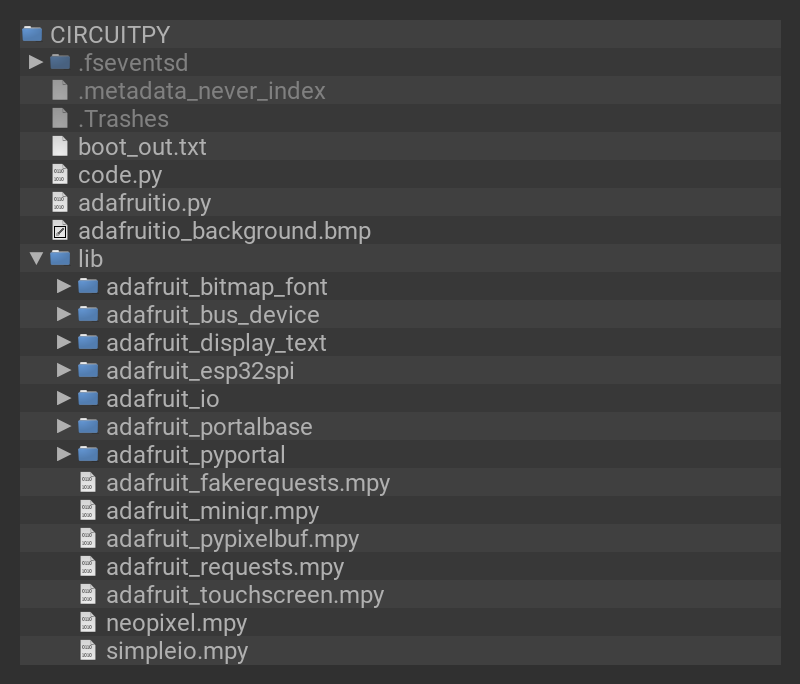 CIRCUITPY
.fseventsd
.metadata_never_index
.Trashes
boot_out.txt
code.py
adafruitio.py
adafruitio_background.bmp
lib
adafruit_bitmap_font
adafruit_bus_device
adafruit_display_text
adafruit_esp32spi
adafruit_io
adafruit_portalbase
adafruit_pyportal
adafruit_fakerequests.mpy
adafruit_miniqr.mpy
adafruit_pypixelbuf.mpy
adafruit_requests.mpy
adafruit_touchscreen.mpy
neopixel.mpy
simpleio.mpy